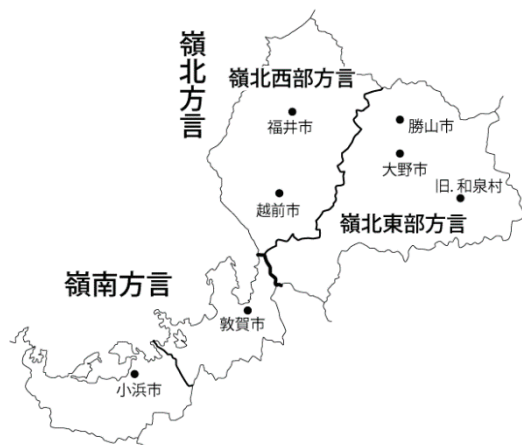 嶺北方言
嶺北西部方言
福井市
勝山市
大野市
旧. 和泉村
越前市
嶺北東部方言
嶺南方言
敦賀市
小浜市